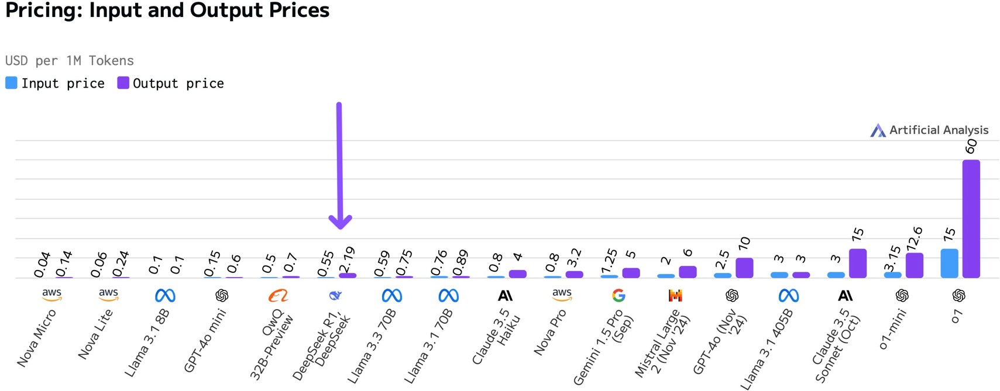 Pricing: Input and Output Prices
USD per 1M Tokens
Input price Output price
Artificial Analysis
0.04 0.14 0.06 0.24 0.1 0.1 0.15 0.6 0.5 0.7 0.55 2.19 0.59 0.75 0.76 0.89 0.8 4 0.8 3.2 1.25 5 2 6 2.5 10 3 3 3 15 3.15 12.6 15 60
aws aws aws
Nova Micro
Nova Lite
Llama 3.1 8B
GPT-4o mini
QwQ
32B-Preview
DeepSeek R1,
DeepSeek
Llama 3.3 70B
Llama 3.1 70B
Claude 3.5
Haiku
Nova Pro
Gemini 1.5 Pro
(Sep)
Mistral Large
2 (Nov '24)
GPT-4o (Nov
'24)
Llama 3.1 405B
Claude 3.5
Sonnet (Oct)
o1-mini
o1